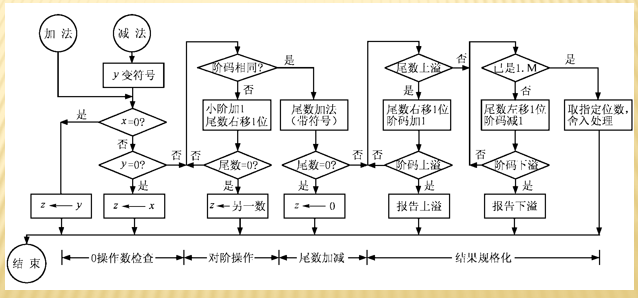 加法
减法
y变符号
x=0?
y=0?
z ← y
z ← x
是
否
是
否
阶码相同?
是
否
小阶加1
尾数右移1位
尾数加法
(带符号)
尾数=0?
否
是
z ← 另一数
尾数=0?
否
是
z ← 0
尾数上溢
否
是
尾数右移1位
阶码加1
阶码上溢
否
是
报告上溢
已是1.M
是
否
尾数左移1位
阶码减1
取指定位数,
舍入处理
阶码下溢
否
是
报告下溢
结束
0操作数检查
对阶操作
尾数加减
结果规格化